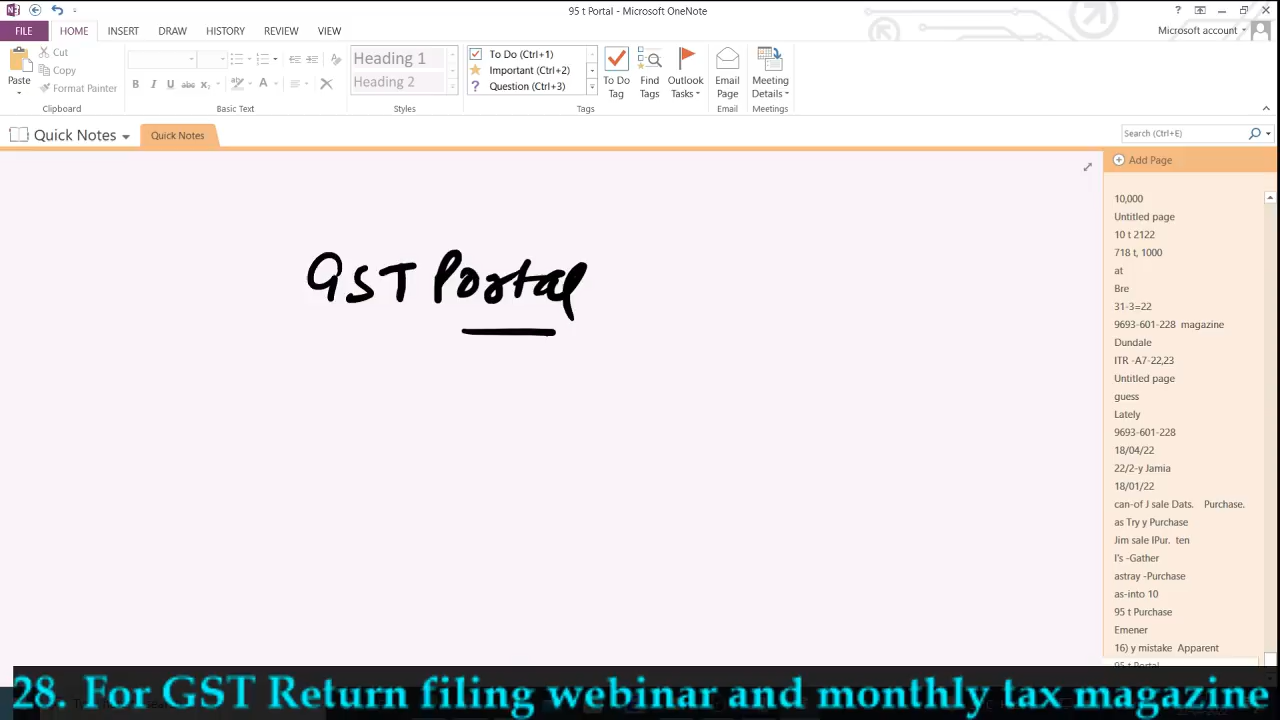 95 t Portal - Microsoft OneNote
FILE HOME INSERT DRAW HISTORY REVIEW VIEW
Microsoft account
Paste
Cut
Copy
Format Painter
Clipboard
B I U abc x
A
Basic Text
Heading 1
Heading 2
Styles
To Do (Ctrl+1)
Important (Ctrl+2)
Question (Ctrl+3)
To Do Tag
Find Tags
Outlook Tasks
Tags
Email Page
Email
Meeting Details
Meetings
Quick Notes
Quick Notes
Search (Ctrl+E)
Add Page
GST Portal
10,000
Untitled page
10 t 2122
718 t, 1000
at
Bre
31-3=22
9693-601-228 magazine
Dundale
ITR -A7-22,23
Untitled page
guess
Lately
9693-601-228
18/04/22
22/2-y Jamia
18/01/22
can-of J sale Dats. Purchase.
as Try y Purchase
Jim sale IPur. ten
I's -Gather
astray -Purchase
as-into 10
95 t Purchase
Emener
16) y mistake Apparent
95 t Portal
28. For GST Return filing webinar and monthly tax magazine